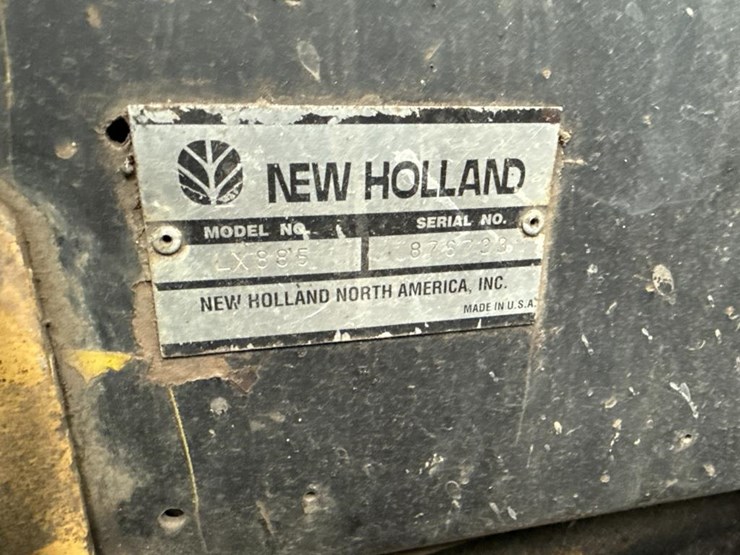 NEW HOLLAND
MODEL NO. SERIAL NO.
LX885
NEW HOLLAND NORTH AMERICA, INC.
MADE IN U.S.A.